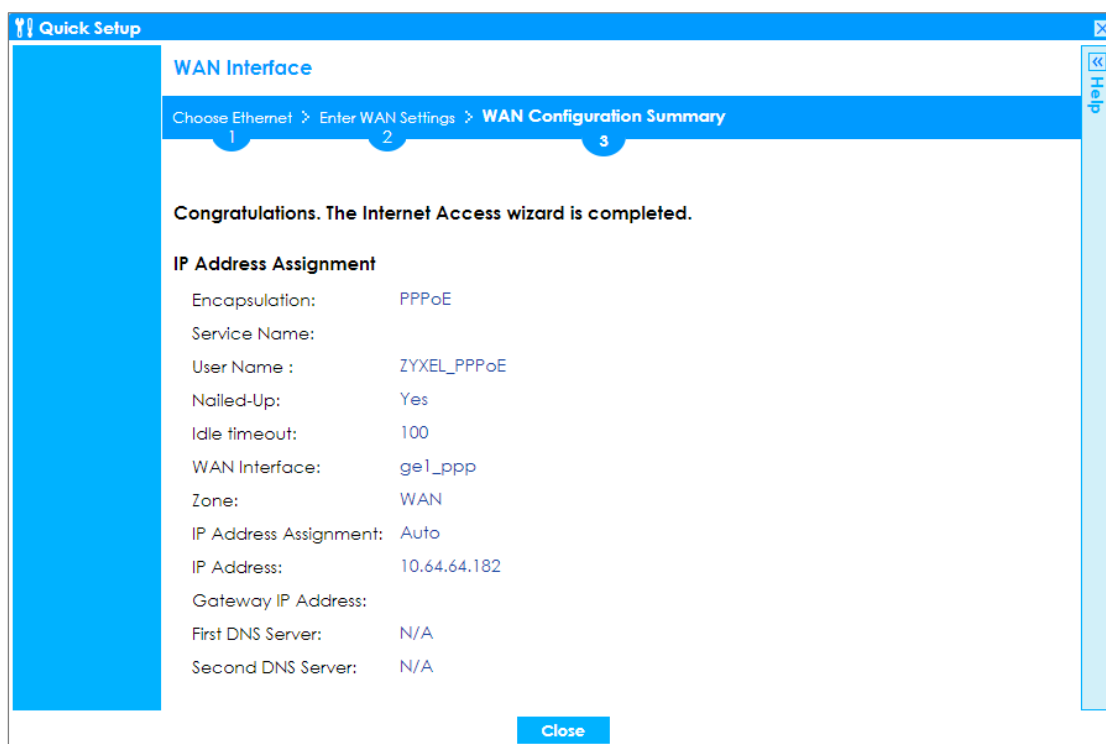 Quick Setup
WAN Interface
Help
Choose Ethernet > Enter WAN Settings > WAN Configuration Summary
1 2 3
Congratulations. The Internet Access wizard is completed.
IP Address Assignment
Encapsulation: PPPoE
Service Name:
User Name : ZYXEL_PPPoE
Nailed-Up: Yes
Idle timeout: 100
WAN Interface: ge1_ppp
Zone: WAN
IP Address Assignment: Auto
IP Address: 10.64.64.182
Gateway IP Address:
First DNS Server: N/A
Second DNS Server: N/A
Close